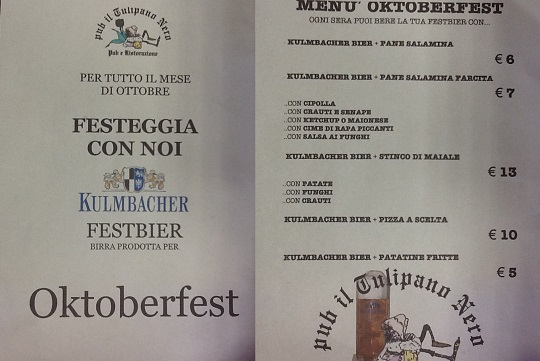 pub il Tulipano Nero
Pub e Ristorazione
PER TUTTO IL MESE
DI OTTOBRE
FESTEGGIA
CON NOI
KULMBACHER
FESTBIER
BIRRA PRODOTTA PER
Oktoberfest
MENU' OKTOBERFEST
OGNI SERA PUOI BERE LA TUA FESTBIER CON...
KULMBACHER BIER + PANE SALAMINA
€ 6
KULMBACHER BIER + PANE SALAMINA FARCITA
€ 7
..CON CIPOLLA
..CON CRAUTI E SENAPE
..CON KETCHUP O MAIONESE
..CON CIME DI RAPA PICCANTI
..CON SALSA AI FUNGHI
KULMBACHER BIER + STINCO DI MAIALE
€ 13
..CON PATATE
..CON FUNGHI
..CON CRAUTI
KULMBACHER BIER + PIZZA A SCELTA
€ 10
KULMBACHER BIER + PATATINE FRITTE
€ 5
pub il Tulipano Nero